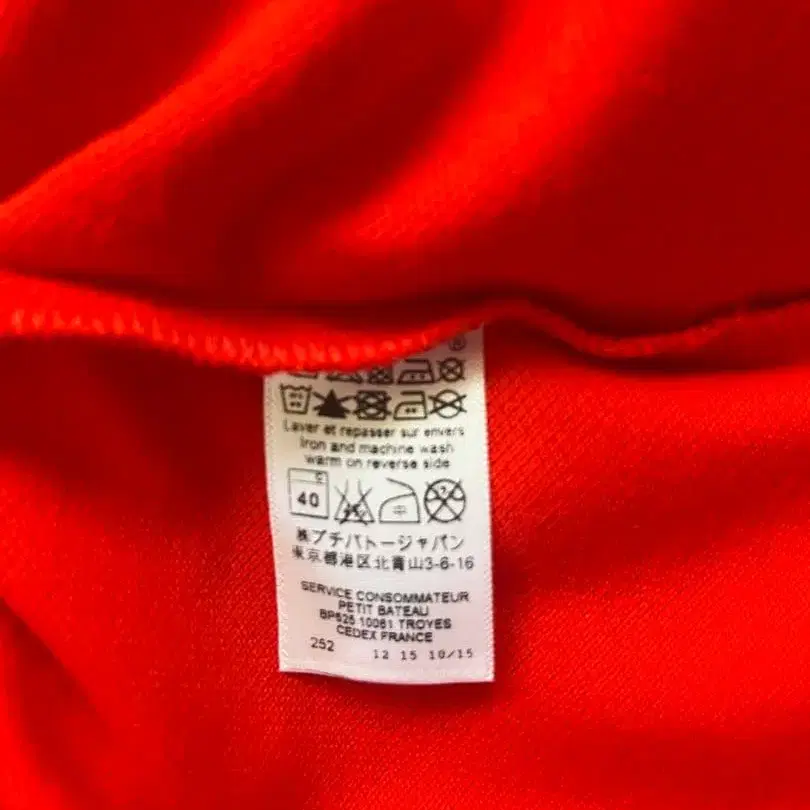 ®
Laver et repasser sur envers
Iron and machine wash
warm on reverse side
C
40
㈱プチバトージャパン
東京都港区北青山3-6-16
SERVICE CONSOMMATEUR
PETIT BATEAU
BP525 10081 TROYES
CEDEX FRANCE
252
12 15 10/15